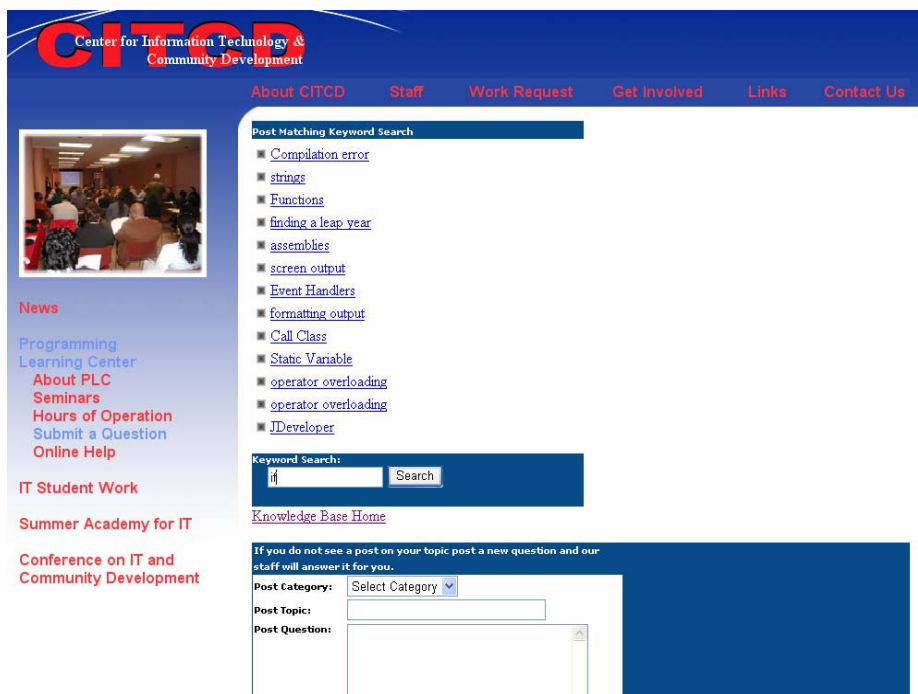 CITCD
Center for Information Technology &
Community Development
About CITCD Staff Work Request Get Involved Links Contact Us
News
Programming
Learning Center
About PLC
Seminars
Hours of Operation
Submit a Question
Online Help
IT Student Work
Summer Academy for IT
Conference on IT and
Community Development
Post Matching Keyword Search
Compilation error
strings
Functions
finding a leap year
assemblies
screen output
Event Handlers
formatting output
Call Class
Static Variable
operator overloading
operator overloading
JDeveloper
Keyword Search:
if Search
Knowledge Base Home
If you do not see a post on your topic post a new question and our
staff will answer it for you.
Post Category: Select Category
Post Topic:
Post Question: